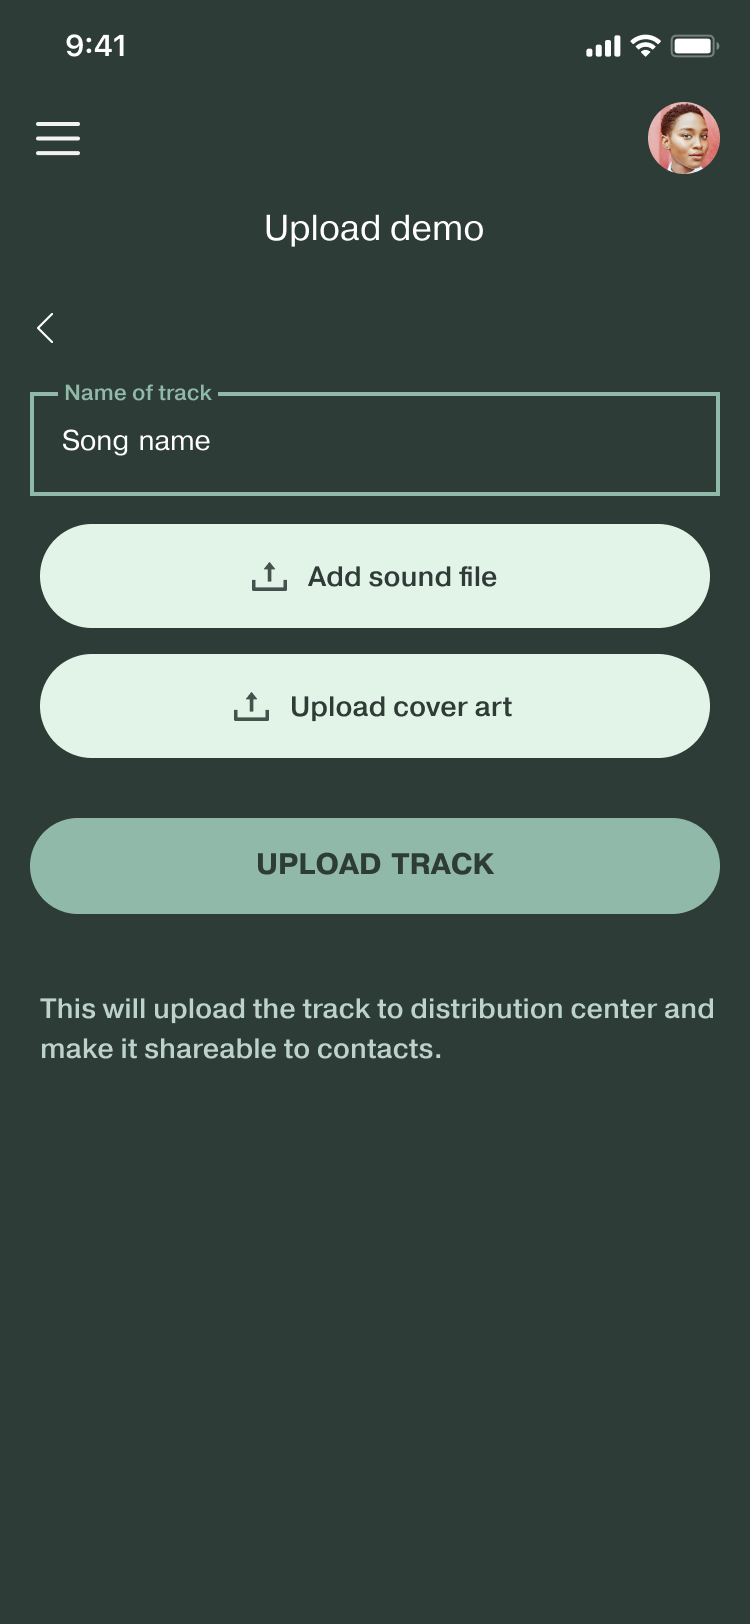 9:41
Upload demo
Name of track
Song name
Add sound file
Upload cover art
UPLOAD TRACK
This will upload the track to distribution center and
make it shareable to contacts.